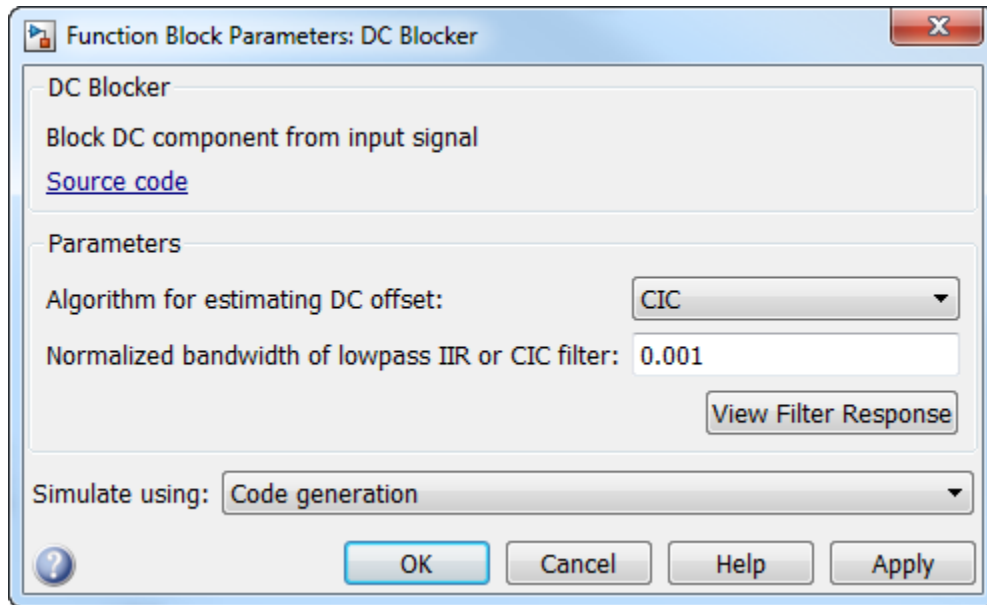 Function Block Parameters: DC Blocker
DC Blocker
Block DC component from input signal
Source code
Parameters
Algorithm for estimating DC offset: CIC
Normalized bandwidth of lowpass IIR or CIC filter: 0.001
View Filter Response
Simulate using: Code generation
? OK Cancel Help Apply